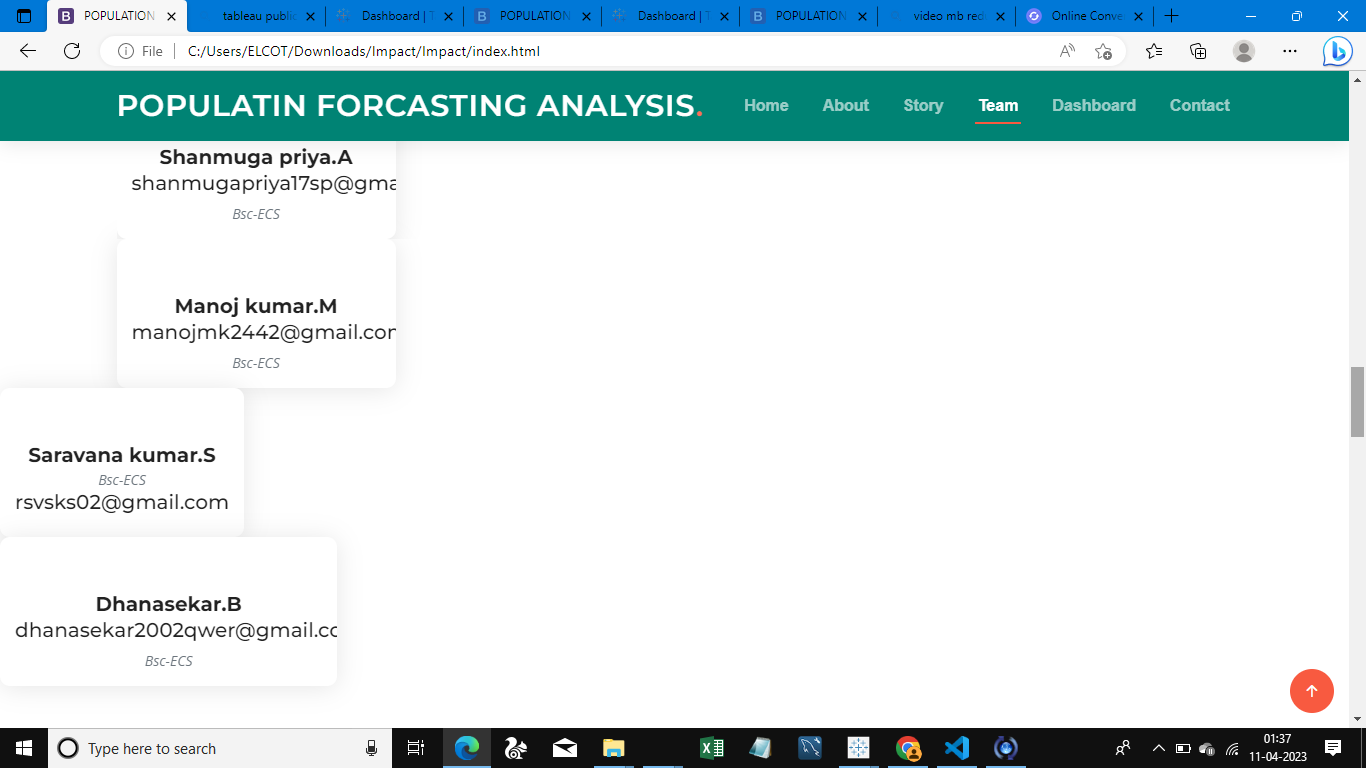 POPULATION
tableau public
Dashboard | T
POPULATION
Dashboard | T
POPULATION
video mb red
Online Conve
File
C:/Users/ELCOT/Downloads/Impact/Impact/index.html
POPULATIN FORCASTING ANALYSIS.
Home
About
Story
Team
Dashboard
Contact
Shanmuga priya.A
shanmugapriya17sp@gma
Bsc-ECS
Manoj kumar.M
manojmk2442@gmail.com
Bsc-ECS
Saravana kumar.S
Bsc-ECS
rsvsks02@gmail.com
Dhanasekar.B
dhanasekar2002qwer@gmail.co
Bsc-ECS
Type here to search
01:37
11-04-2023